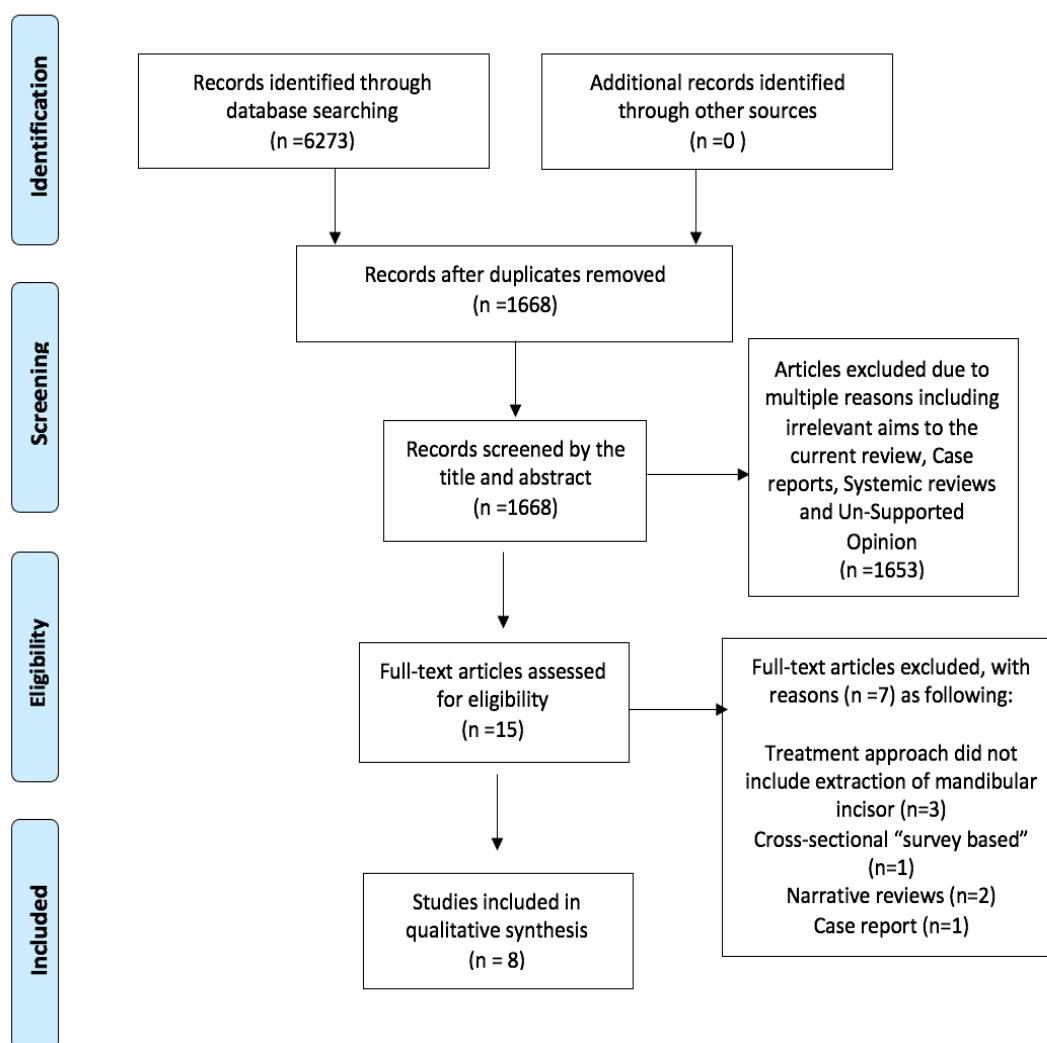 Identification
Records identified through
database searching
(n =6273)
Additional records identified
through other sources
(n =0 )
Records after duplicates removed
(n =1668)
Screening
Records screened by the
title and abstract
(n =1668)
Articles excluded due to
multiple reasons including
irrelevant aims to the
current review, Case
reports, Systemic reviews
and Un-Supported
Opinion
(n =1653)
Eligibility
Full-text articles assessed
for eligibility
(n =15)
Full-text articles excluded, with
reasons (n =7) as following:
Treatment approach did not
include extraction of mandibular
incisor (n=3)
Cross-sectional “survey based”
(n=1)
Narrative reviews (n=2)
Case report (n=1)
Included
Studies included in
qualitative synthesis
(n = 8)